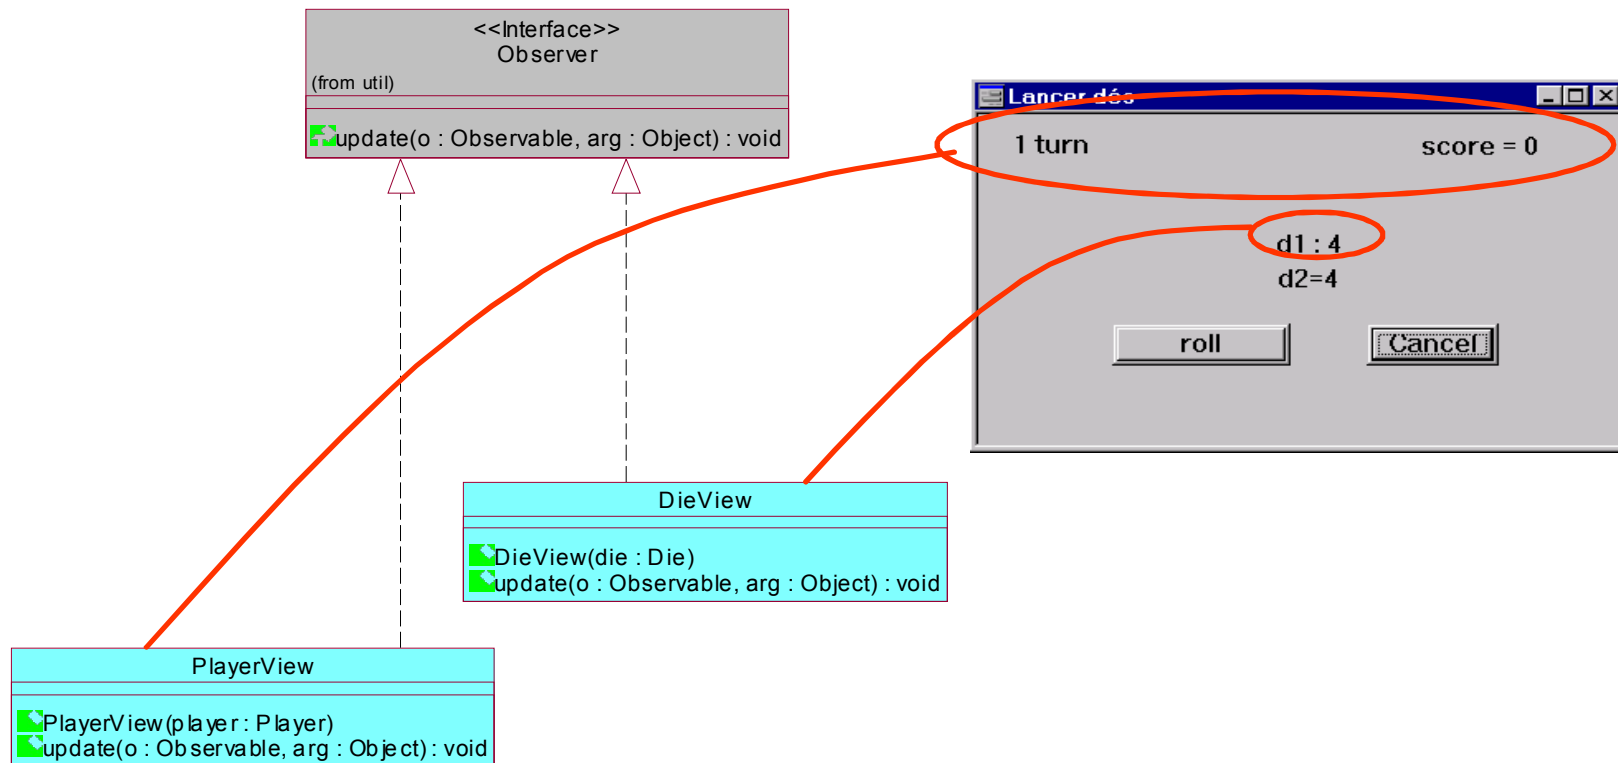 <<Interface>>
Observer
(from util)
update(o : Observable, arg : Object) : void
Lancer dés
1 turn
score = 0
d1 : 4
d2=4
roll
Cancel
DieView
DieView(die : Die)
update(o : Observable, arg : Object) : void
PlayerView
PlayerView(player : Player)
update(o : Observable, arg : Object) : void